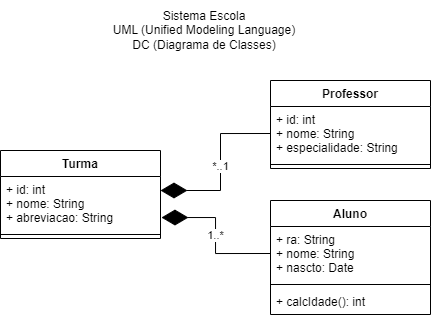 Sistema Escola
UML (Unified Modeling Language)
DC (Diagrama de Classes)
Professor
+ id: int
+ nome: String
+ especialidade: String
*..1
Turma
+ id: int
+ nome: String
+ abreviacao: String
1..*
Aluno
+ ra: String
+ nome: String
+ nascto: Date
+ calcIdade(): int